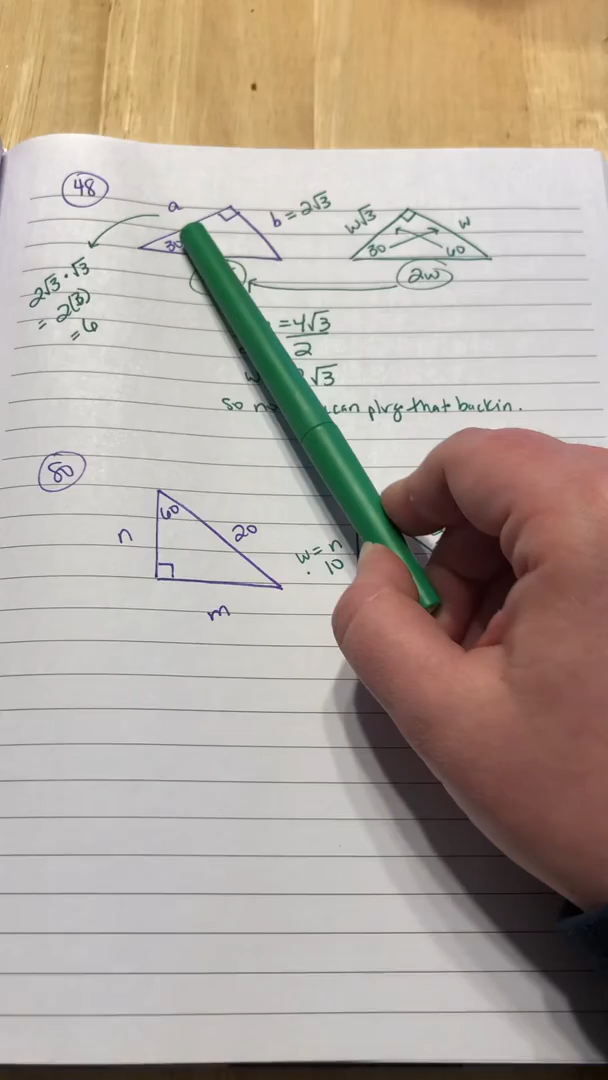 48
a
b = 2√3
30
w√3
w
30
60
2w
2√3 · √3
= 2(3)
= 6
= 4√3
2
√3
so
can
that back in.
80
60
n
20
m
w = n
10